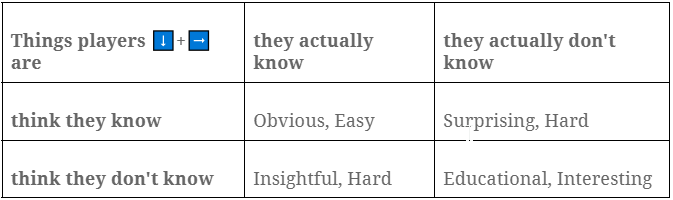 Things players ⬇️+➡️ they actually they actually don't
are know know
think they know Obvious, Easy Surprising, Hard
think they don't know Insightful, Hard Educational, Interesting